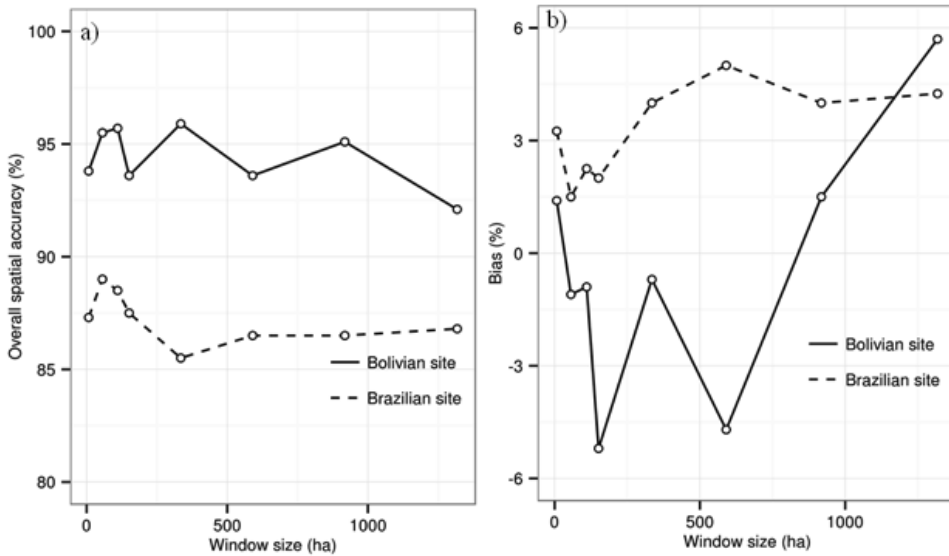 a)
100
95
90
85
80
Overall spatial accuracy (%)
Bolivian site
Brazilian site
0 500 1000
Window size (ha)
b)
6
3
0
-3
-6
Bias (%)
Bolivian site
Brazilian site
0 500 1000
Window size (ha)